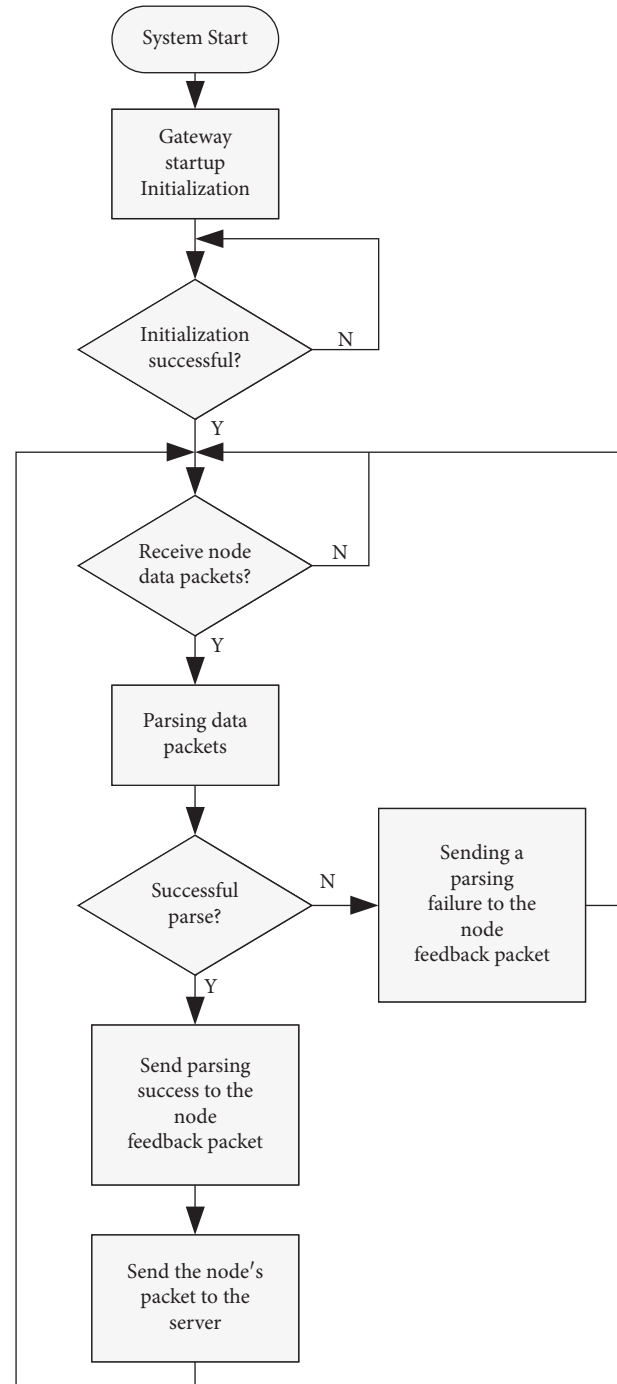 System Start
Gateway
startup
Initialization
Initialization
successful?
N
Y
Receive node
data packets?
N
Y
Parsing data
packets
Successful
parse?
N
Sending a
parsing
failure to the
node
feedback packet
Y
Send parsing
success to the
node
feedback packet
Send the node's
packet to the
server